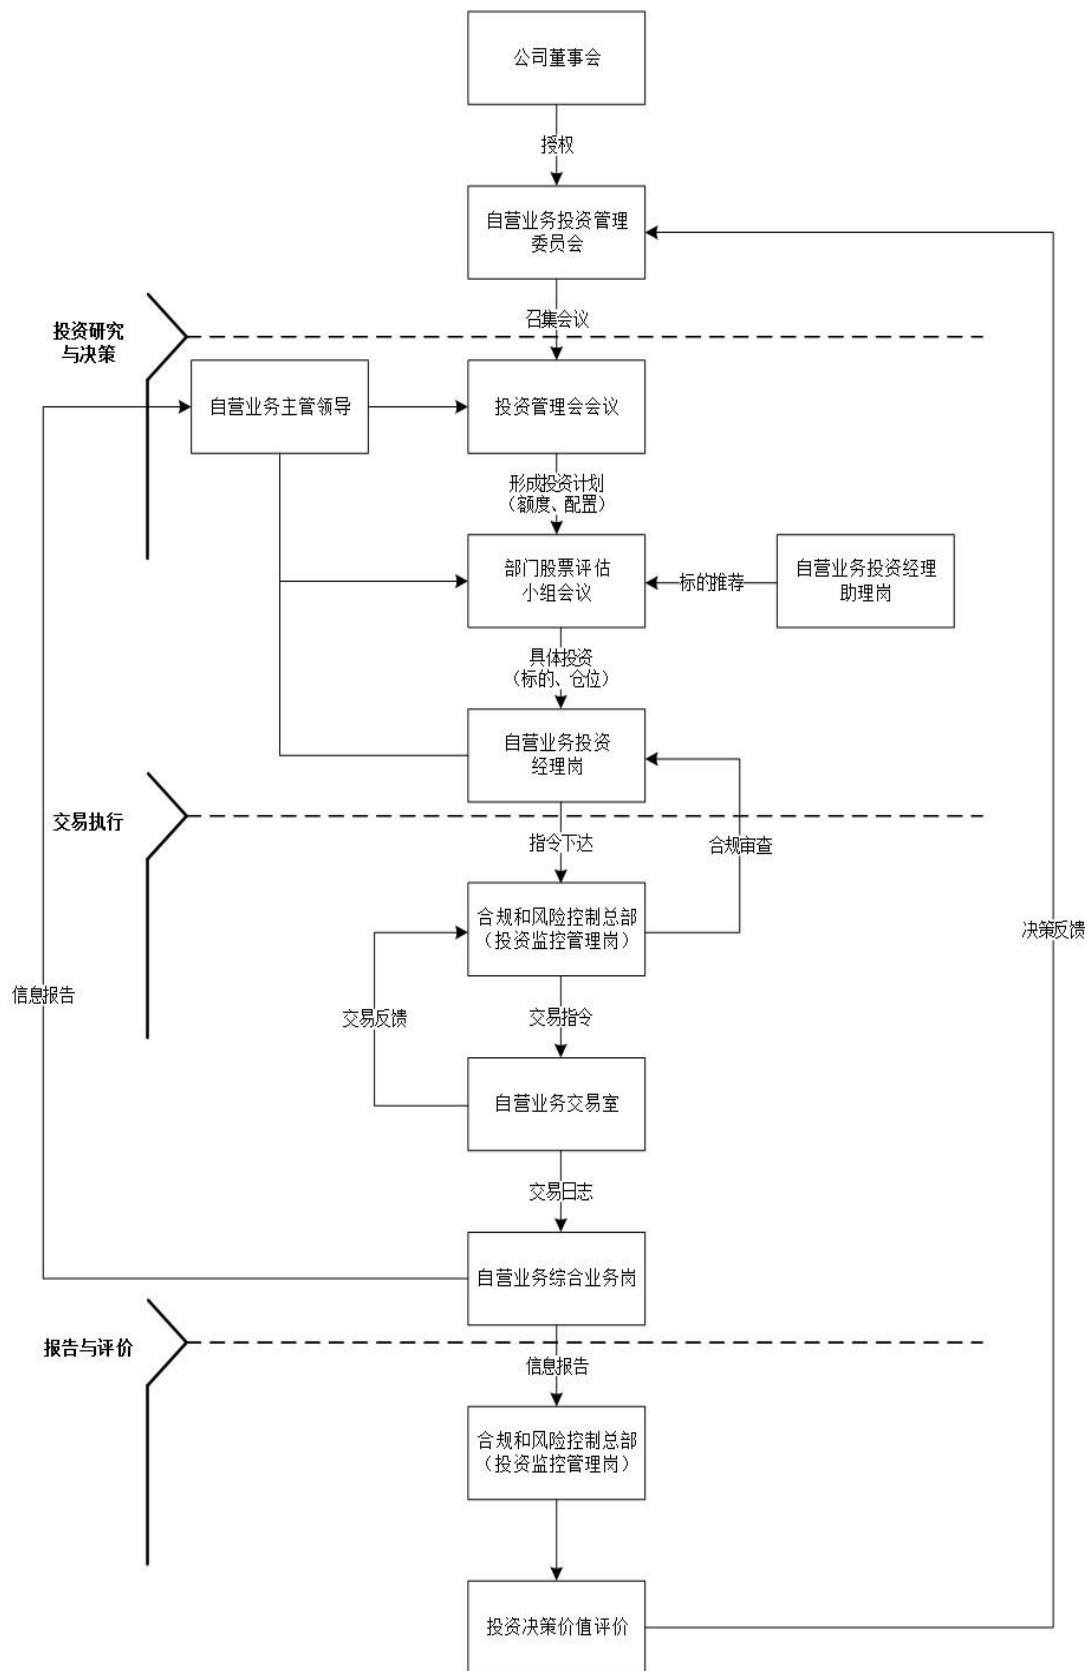 公司董事会
授权
自营业务投资管理
委员会
召集会议
投资研究
与决策
自营业务主管领导
投资管理会会议
形成投资计划
（额度、配置）
部门股票评估
小组会议
标的推荐
自营业务投资经理
助理岗
具体投资
（标的、仓位）
自营业务投资
经理岗
交易执行
指令下达
合规审查
合规和风险控制总部
（投资监控管理岗）
决策反馈
信息报告
交易反馈
交易指令
自营业务交易室
交易日志
自营业务综合业务岗
报告与评价
信息报告
合规和风险控制总部
（投资监控管理岗）
投资决策价值评价